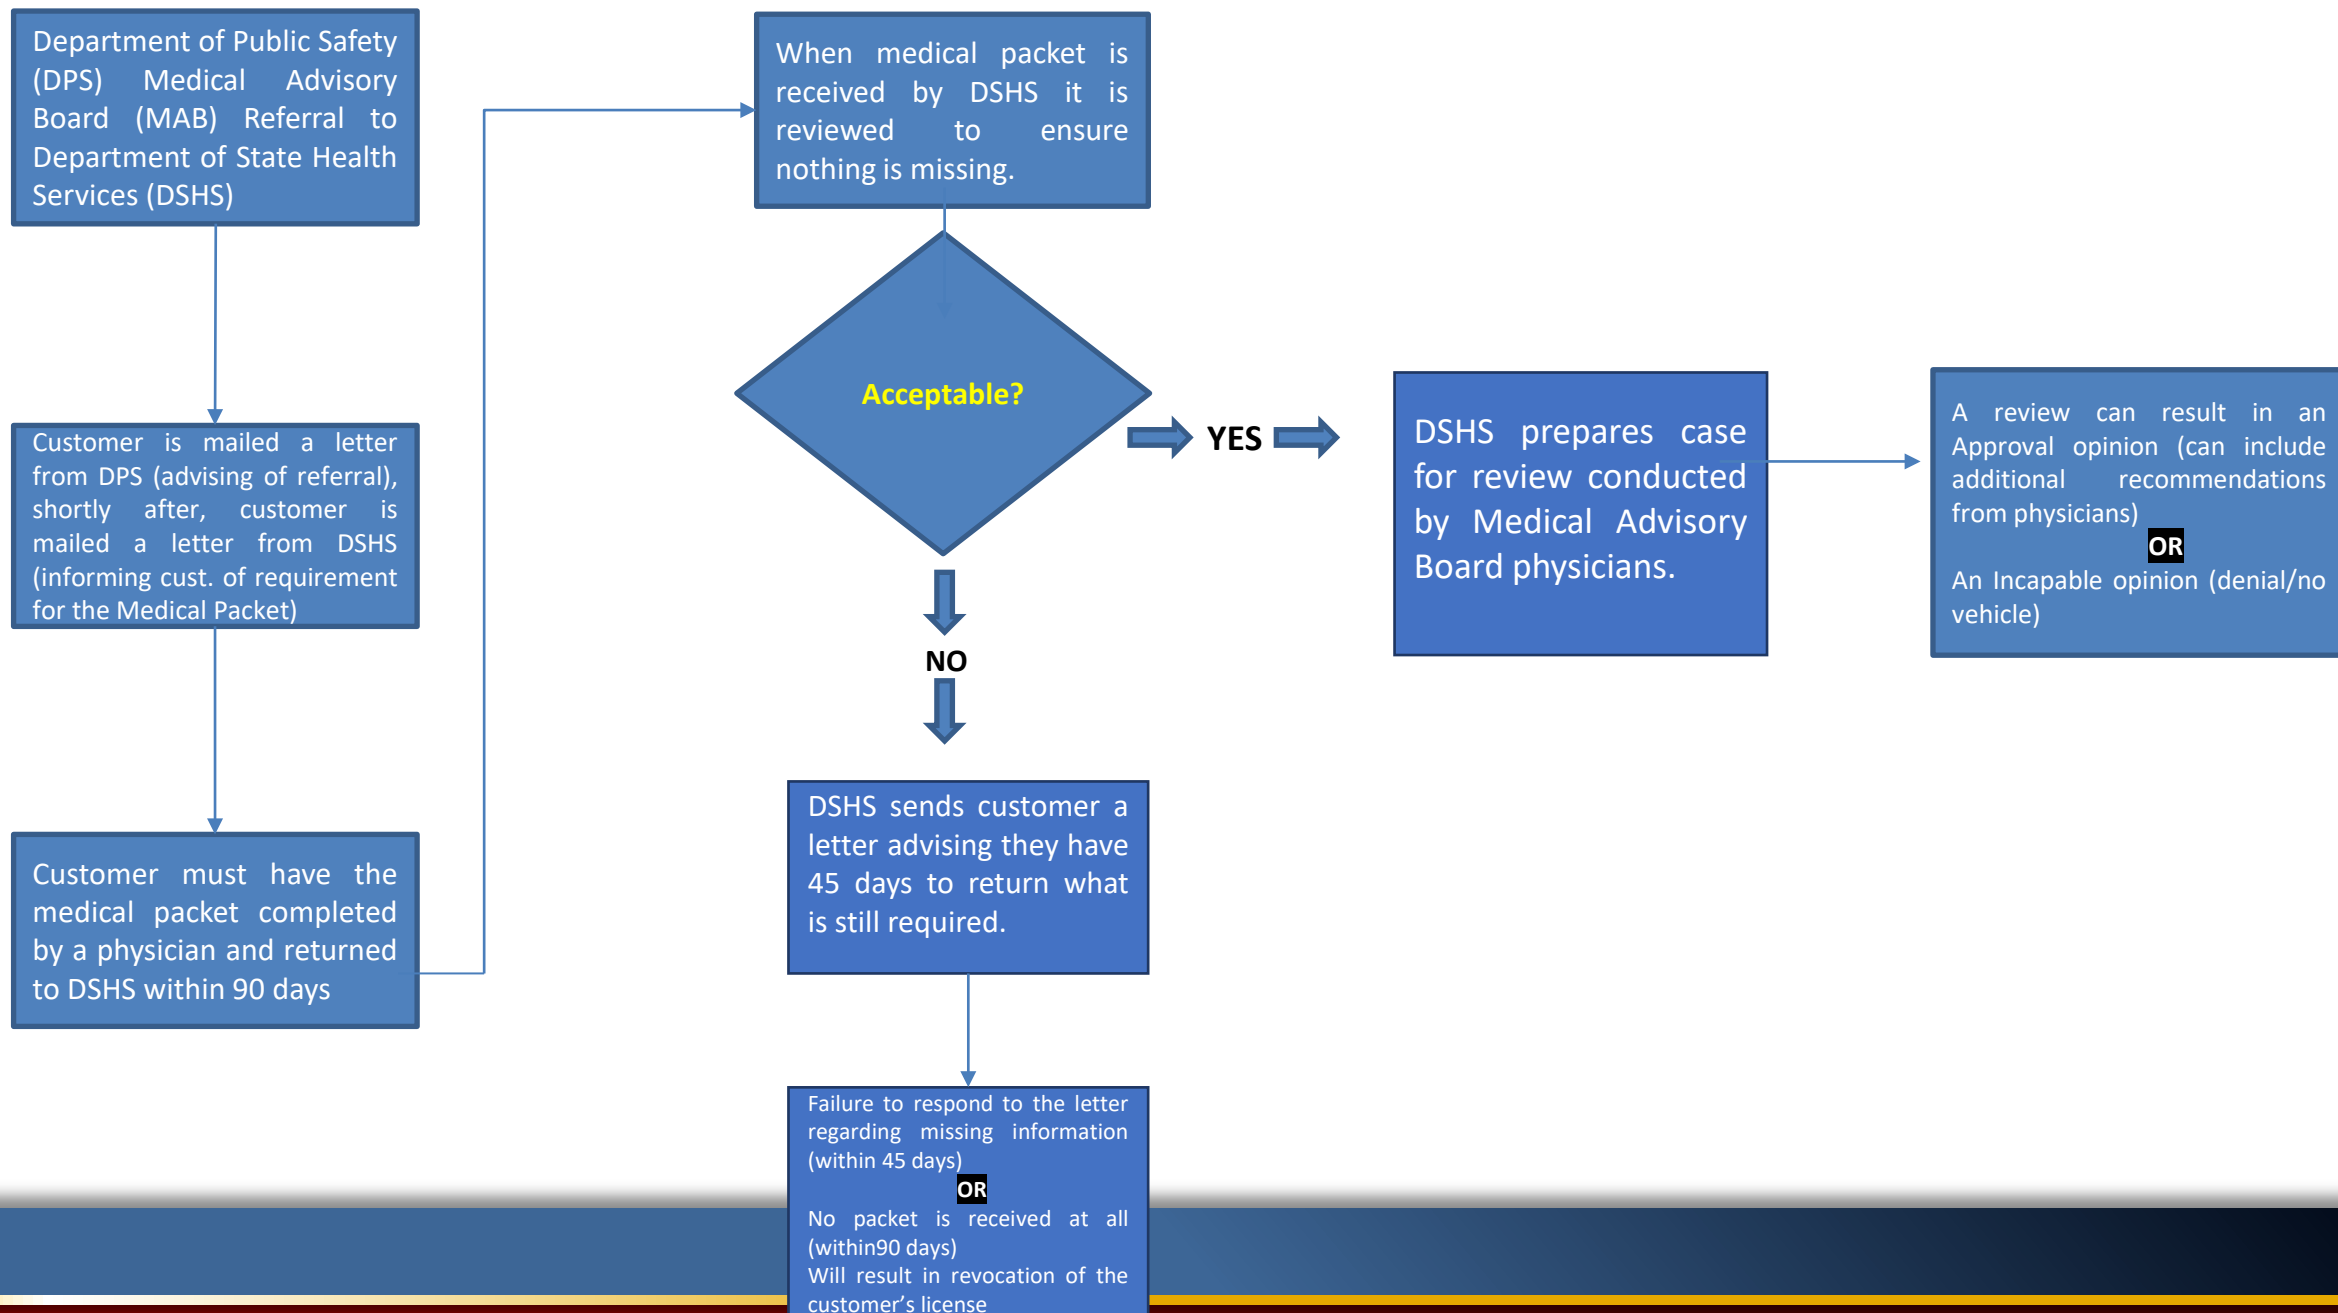 Department of Public Safety
(DPS) Medical Advisory
Board (MAB) Referral to
Department of State Health
Services (DSHS)
Customer is mailed a letter
from DPS (advising of referral),
shortly after, customer is
mailed a letter from DSHS
(informing cust. of requirement
for the Medical Packet)
Customer must have the
medical packet completed
by a physician and returned
to DSHS within 90 days
When medical packet is
received by DSHS it is
reviewed to ensure
nothing is missing.
Acceptable?
YES
NO
DSHS sends customer a
letter advising they have
45 days to return what
is still required.
Failure to respond to the letter
regarding missing information
(within 45 days)
OR
No packet is received at all
(within90 days)
Will result in revocation of the
customer's license
DSHS prepares case
for review conducted
by Medical Advisory
Board physicians.
A review can result in an
Approval opinion (can include
additional recommendations
from physicians)
OR
An Incapable opinion (denial/no
vehicle)